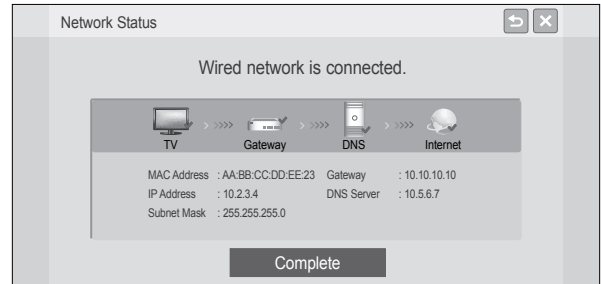 Network Status
Wired network is connected.
TV Gateway DNS Internet
MAC Address : AA:BB:CC:DD:EE:23 Gateway : 10.10.10.10
IP Address : 10.2.3.4 DNS Server : 10.5.6.7
Subnet Mask : 255.255.255.0
Complete